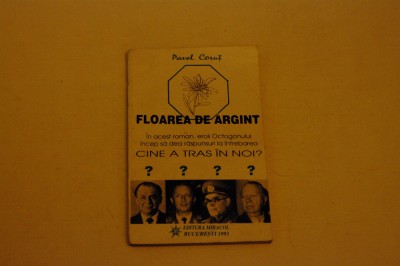 Pavel Coruț
FLOAREA DE ARGINT
În acest roman, eroii Octogonului
încep să dea răspunsuri la întrebarea
CINE A TRAS ÎN NOI?
? ? ? ?
EDITURA MIRACOL
BUCUREȘTI 1993